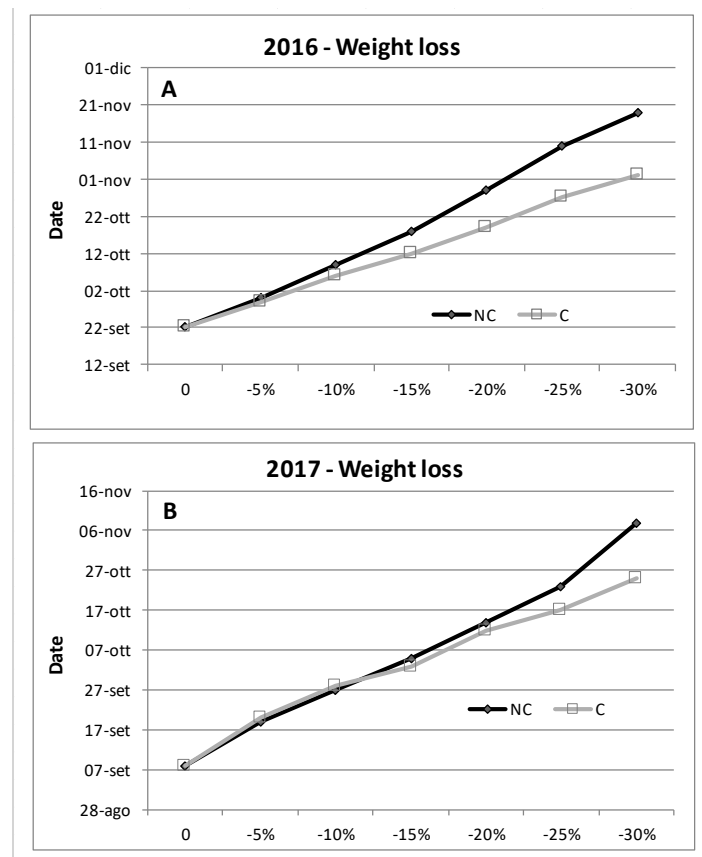 2016 - Weight loss
A
01-dic
21-nov
11-nov
01-nov
22-ott
12-ott
02-ott
22-set
12-set
Date
NC C
0 -5% -10% -15% -20% -25% -30%
2017 - Weight loss
B
16-nov
06-nov
27-ott
17-ott
07-ott
27-set
17-set
07-set
28-ago
Date
NC C
0 -5% -10% -15% -20% -25% -30%